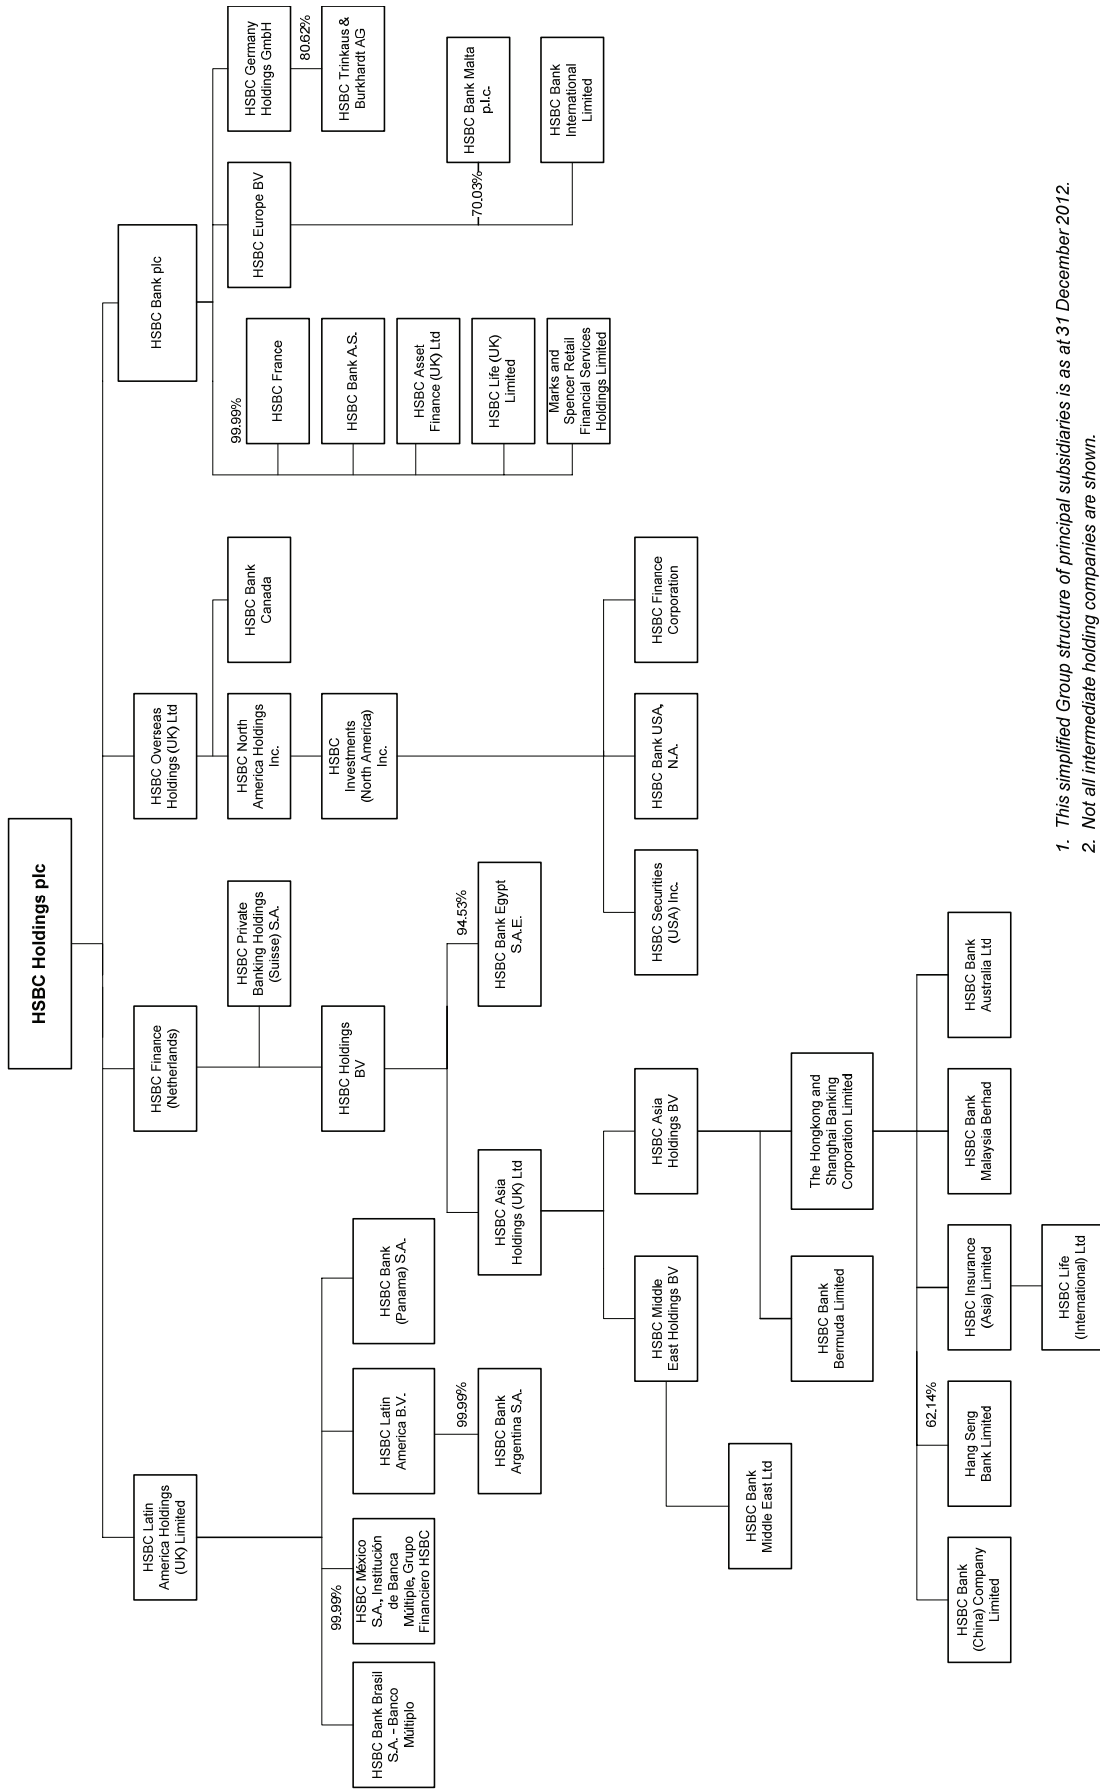 HSBC Holdings plc
HSBC Latin
America Holdings
(UK) Limited
HSBC Finance
(Netherlands)
HSBC Overseas
Holdings (UK) Ltd
HSBC Bank plc
HSBC Private
Banking Holdings
(Suisse) S.A.
HSBC North
America Holdings
Inc.
HSBC Bank
Canada
HSBC Europe BV
HSBC Germany
Holdings GmbH
99.99%
HSBC France
80.62%
99.99%
HSBC Bank Brasil
S.A. – Banco
Múltiplo
HSBC México
S.A., Institución
de Banca
Múltiple, Grupo
Financiero HSBC
HSBC Latin
America B.V.
HSBC Bank
(Panama) S.A.
HSBC Holdings
BV
HSBC
Investments
(North America)
Inc.
HSBC Bank A.S.
HSBC Trinkaus &
Burkhardt AG
HSBC Asset
Finance (UK) Ltd
99.99%
94.53%
HSBC Life (UK)
Limited
70.03%
HSBC Bank Malta
p.l.c.
HSBC Bank
Argentina S.A.
HSBC Asia
Holdings (UK) Ltd
HSBC Bank Egypt
S.A.E.
Marks and
Spencer Retail
Financial Services
Holdings Limited
HSBC Bank
International
Limited
HSBC Middle
East Holdings BV
HSBC Asia
Holdings BV
HSBC Securities
(USA) Inc.
HSBC Bank USA,
N.A.
HSBC Finance
Corporation
HSBC Bank
Middle East Ltd
HSBC Bank
Bermuda Limited
The Hongkong and
Shanghai Banking
Corporation Limited
62.14%
HSBC Bank
(China) Company
Limited
Hang Seng
Bank Limited
HSBC Insurance
(Asia) Limited
HSBC Bank
Malaysia Berhad
HSBC Bank
Australia Ltd
HSBC Life
(International) Ltd
1. This simplified Group structure of principal subsidiaries is as at 31 December 2012.
2. Not all intermediate holding companies are shown.